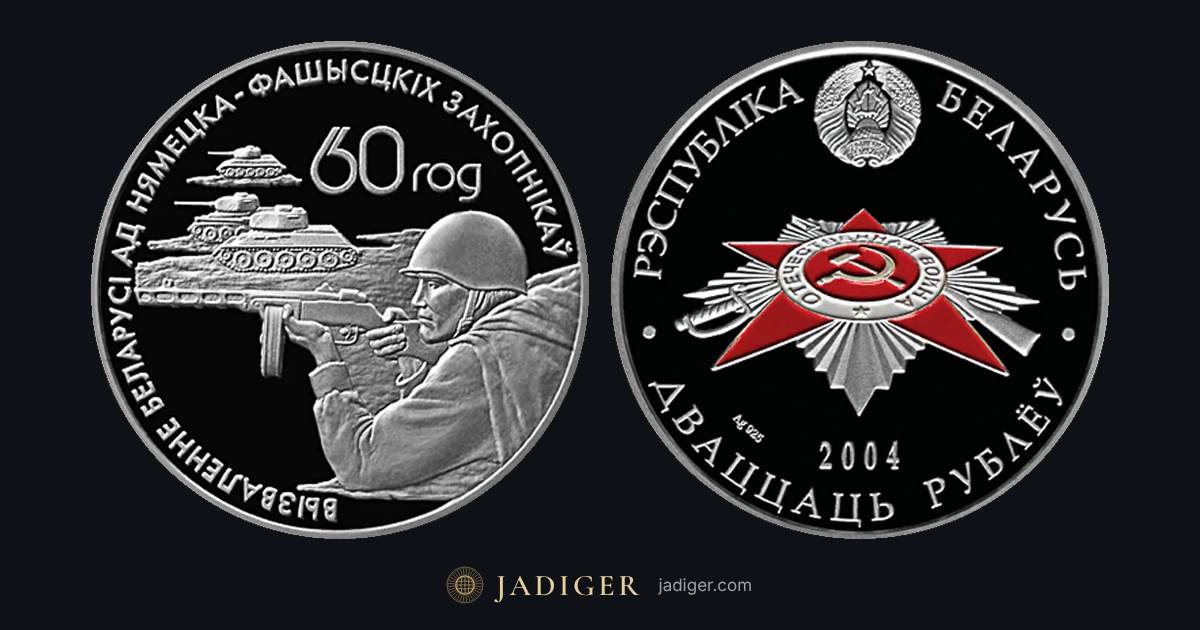 ВЫЗВАЛЕННЕ БЕЛАРУСІ АД НЯМЕЦКА-ФАШЫСЦКІХ ЗАХОПНІКАЎ
60 год
РЭСПУБЛІКА БЕЛАРУСЬ
ОТЕЧЕСТВЕННАЯ ВОЙНА
Ag 925
2004
ДВАЦЦАЦЬ РУБЛЁЎ
JADIGER jadiger.com